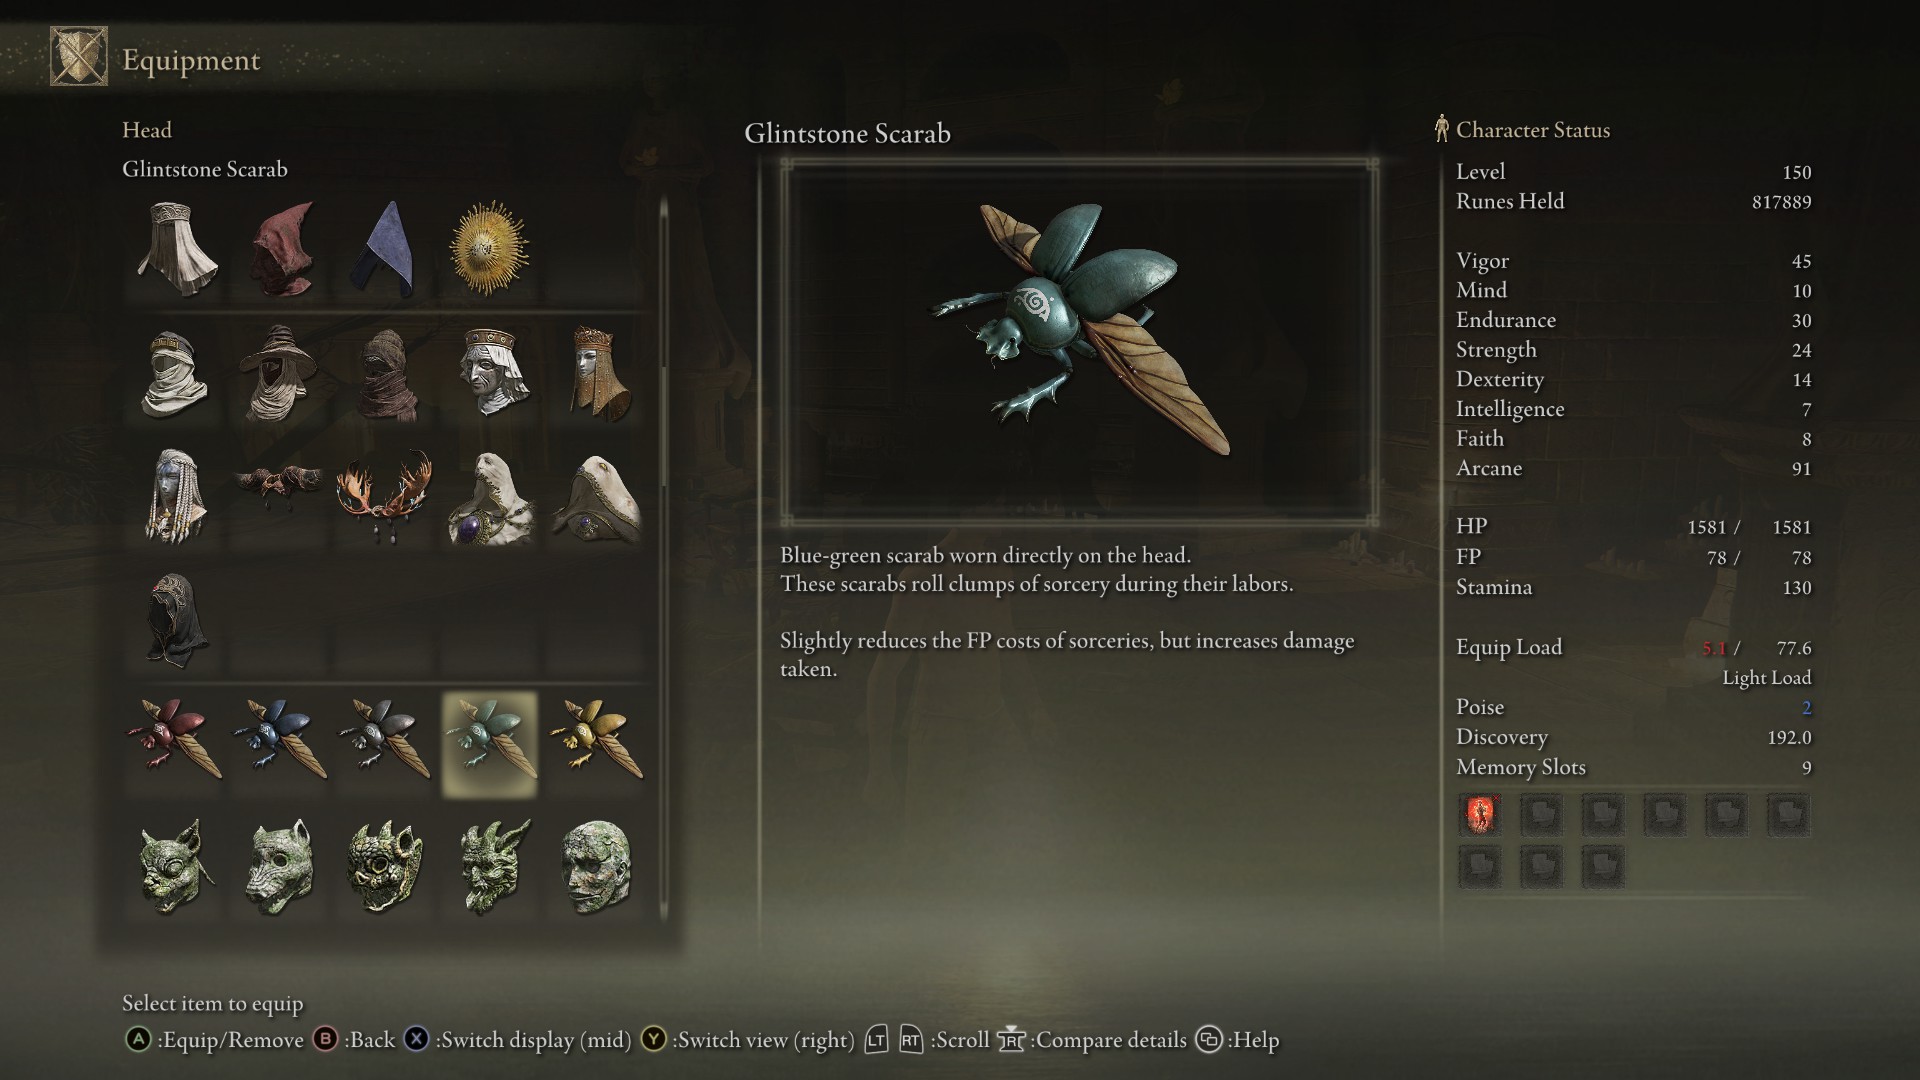 Equipment
Head
Glintstone Scarab
Glintstone Scarab
Blue-green scarab worn directly on the head.
These scarabs roll clumps of sorcery during their labors.
Slightly reduces the FP costs of sorceries, but increases damage
taken.
Character Status
Level 150
Runes Held 817889
Vigor 45
Mind 10
Endurance 30
Strength 24
Dexterity 14
Intelligence 7
Faith 8
Arcane 91
HP 1581 / 1581
FP 78 / 78
Stamina 130
Equip Load 5.1 / 77.6
Light Load
Poise 2
Discovery 192.0
Memory Slots 9
Select item to equip
A :Equip/Remove B :Back X :Switch display (mid) Y :Switch view (right) LT RT :Scroll R :Compare details :Help